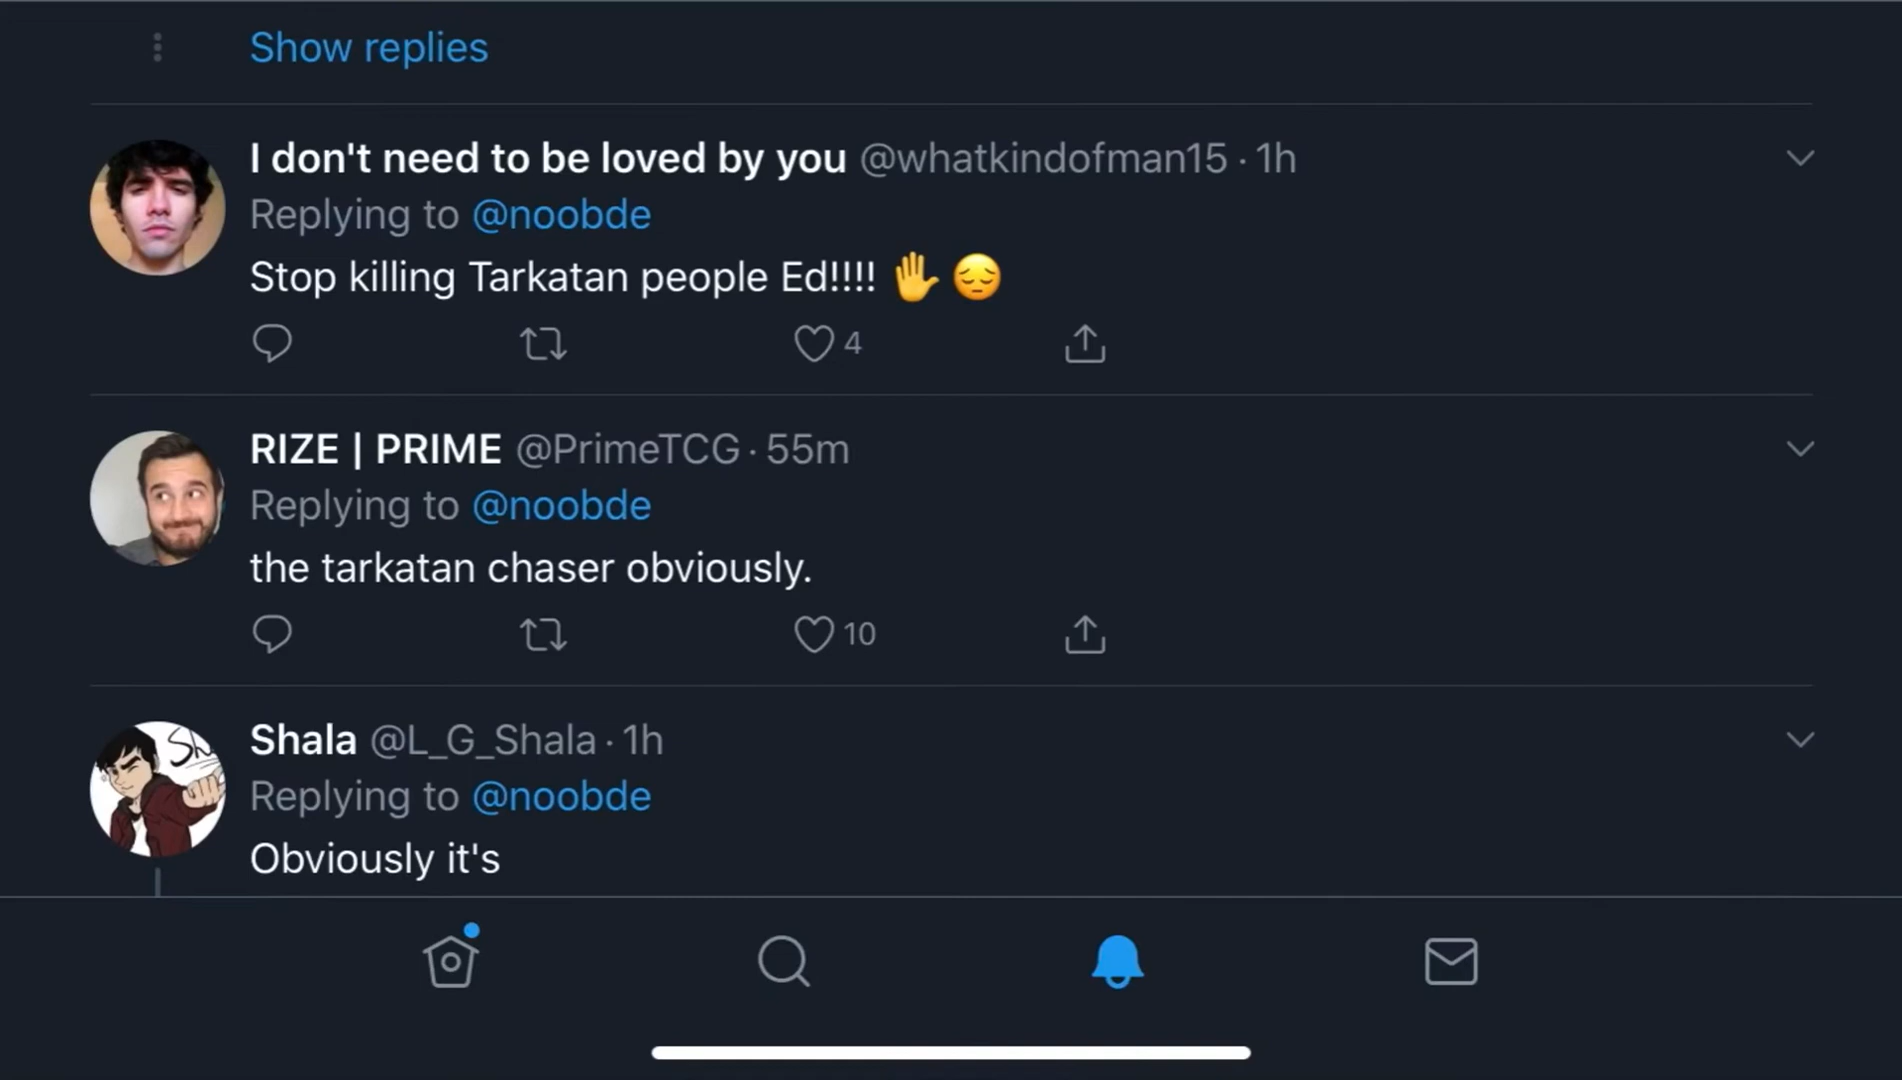 Show replies
I don't need to be loved by you @whatkindofman15 · 1h
Replying to @noobde
Stop killing Tarkatan people Ed!!!! ✋ 😔
4
RIZE | PRIME @PrimeTCG · 55m
Replying to @noobde
the tarkatan chaser obviously.
10
Shala @L_G_Shala · 1h
Replying to @noobde
Obviously it's